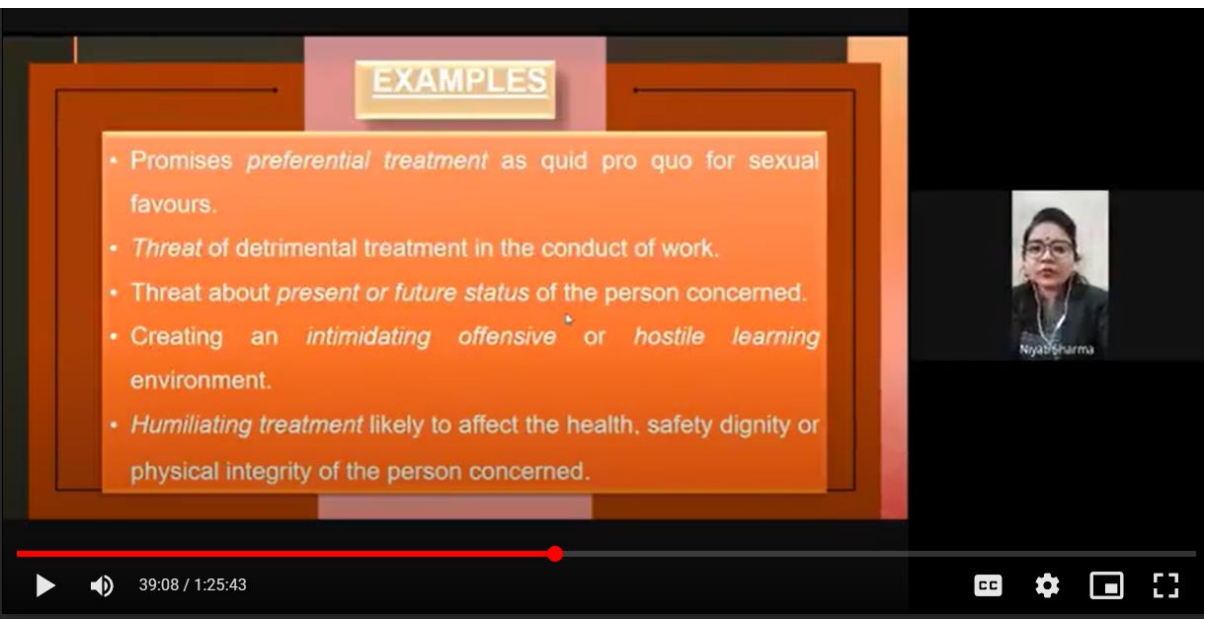 EXAMPLES
• Promises preferential treatment as quid pro quo for sexual
favours.
• Threat of detrimental treatment in the conduct of work.
• Threat about present or future status of the person concerned.
• Creating an intimidating offensive or hostile learning
environment.
• Humiliating treatment likely to affect the health, safety dignity or
physical integrity of the person concerned.
Niyati Sharma
39:08 / 1:25:43
CC